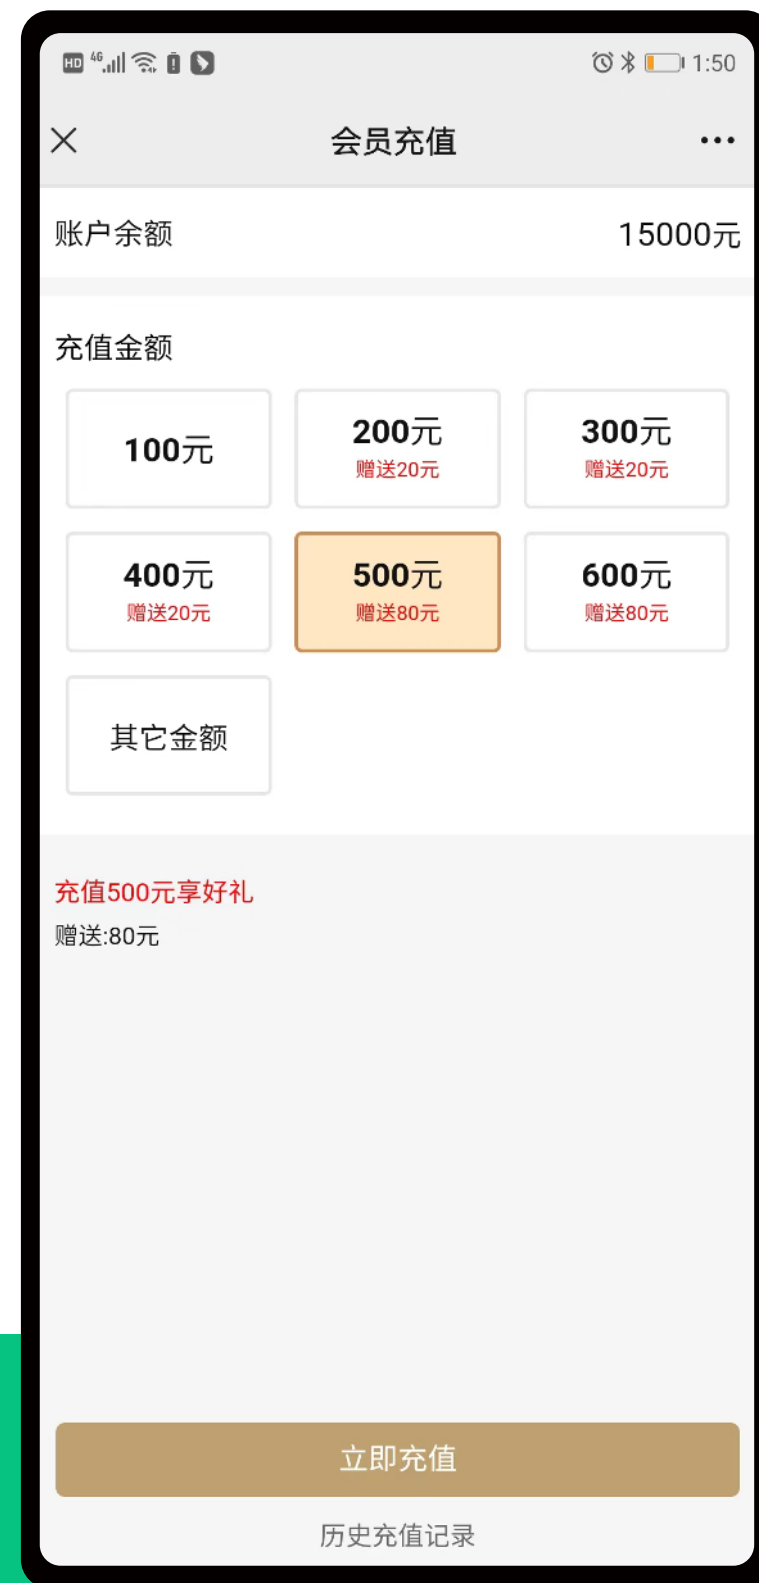 HD 4G 1:50
会员充值
账户余额 15000元
充值金额
100元 200元 300元
赠送20元 赠送20元
400元 500元 600元
赠送20元 赠送80元 赠送80元
其它金额
充值500元享好礼
赠送:80元
立即充值
历史充值记录